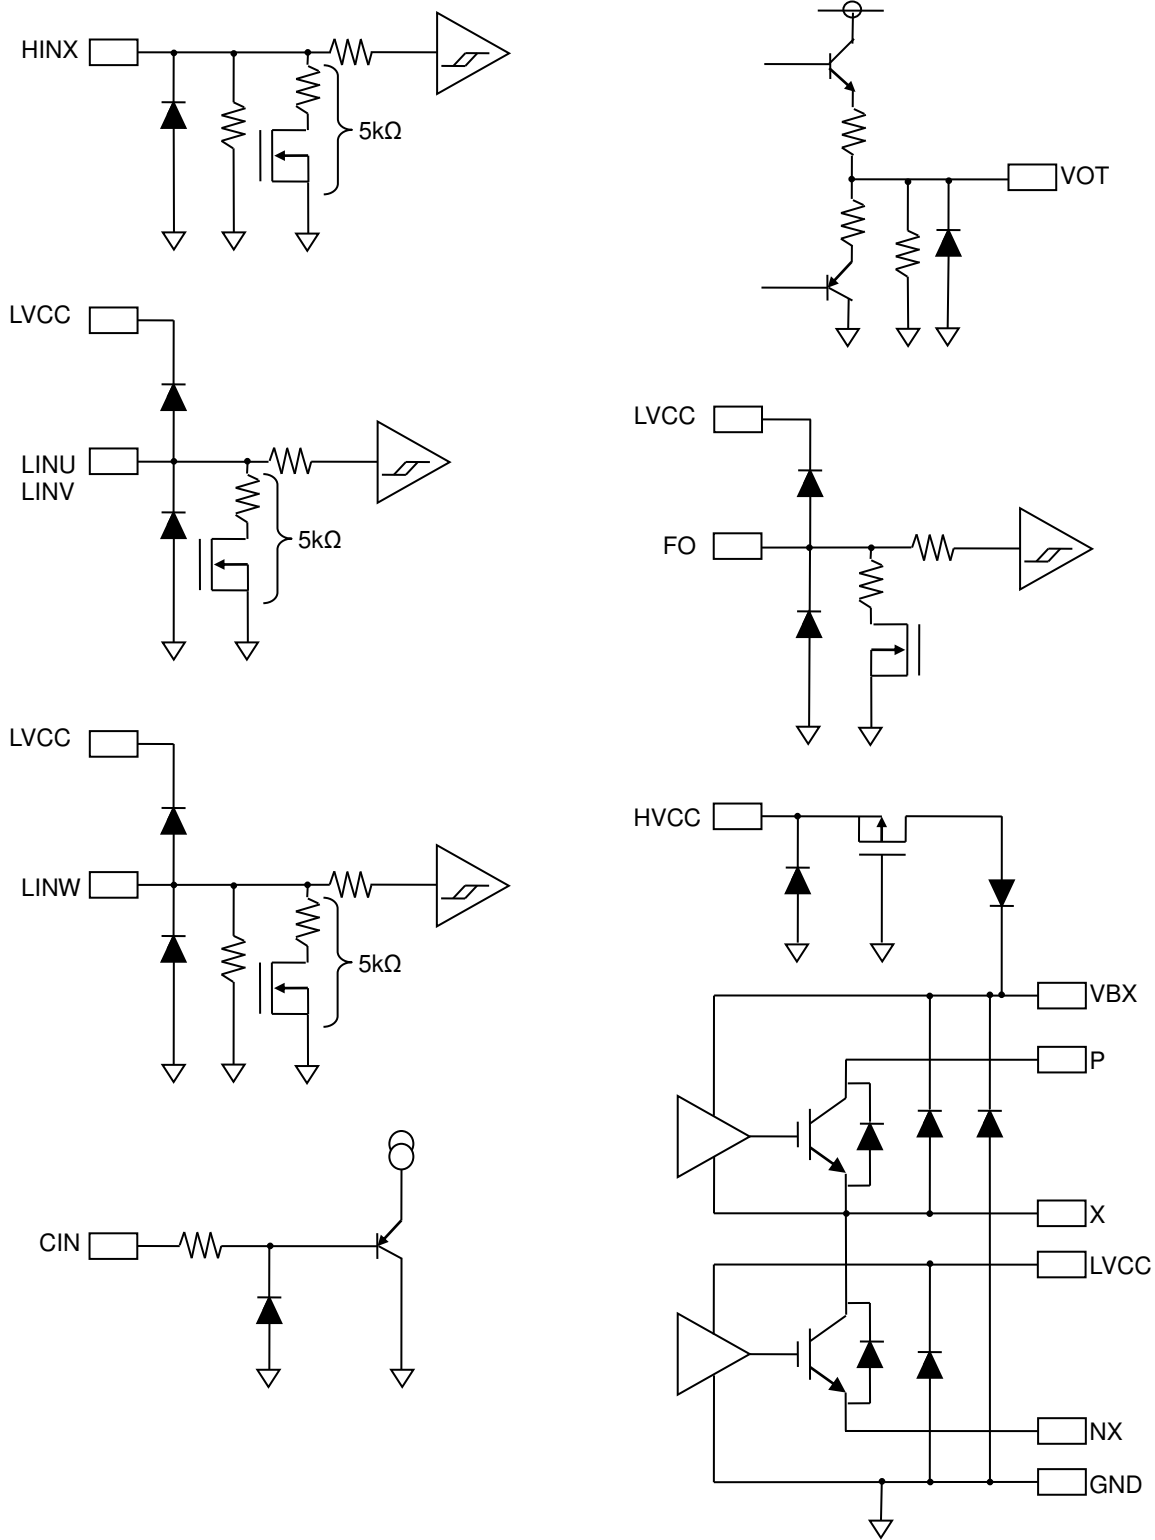 HINX
5kΩ
LVCC
LINU
LINV
5kΩ
LVCC
LINW
5kΩ
CIN
VOT
LVCC
FO
HVCC
VBX
P
X
LVCC
NX
GND